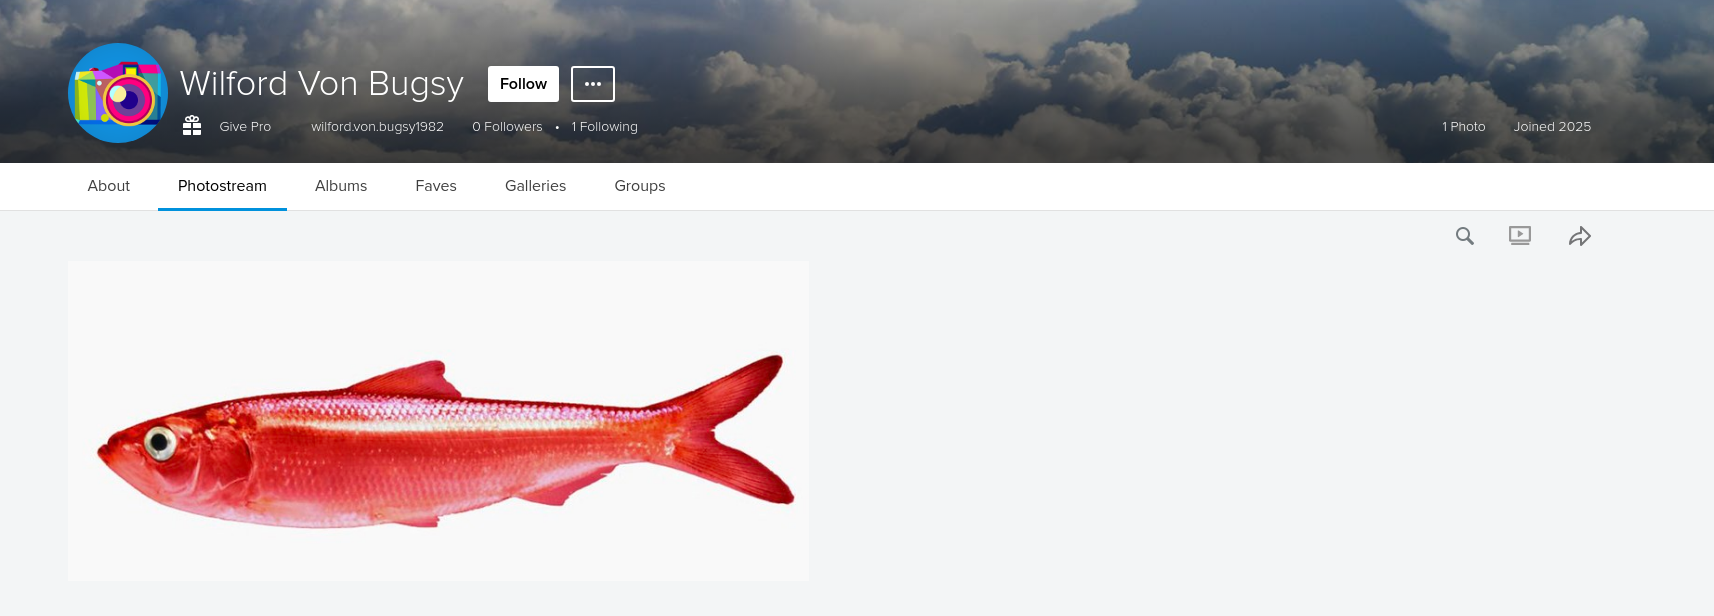 Wilford Von Bugsy
Follow
Give Pro
wilford.von.bugsy1982
0 Followers • 1 Following
1 Photo
Joined 2025
About
Photostream
Albums
Faves
Galleries
Groups